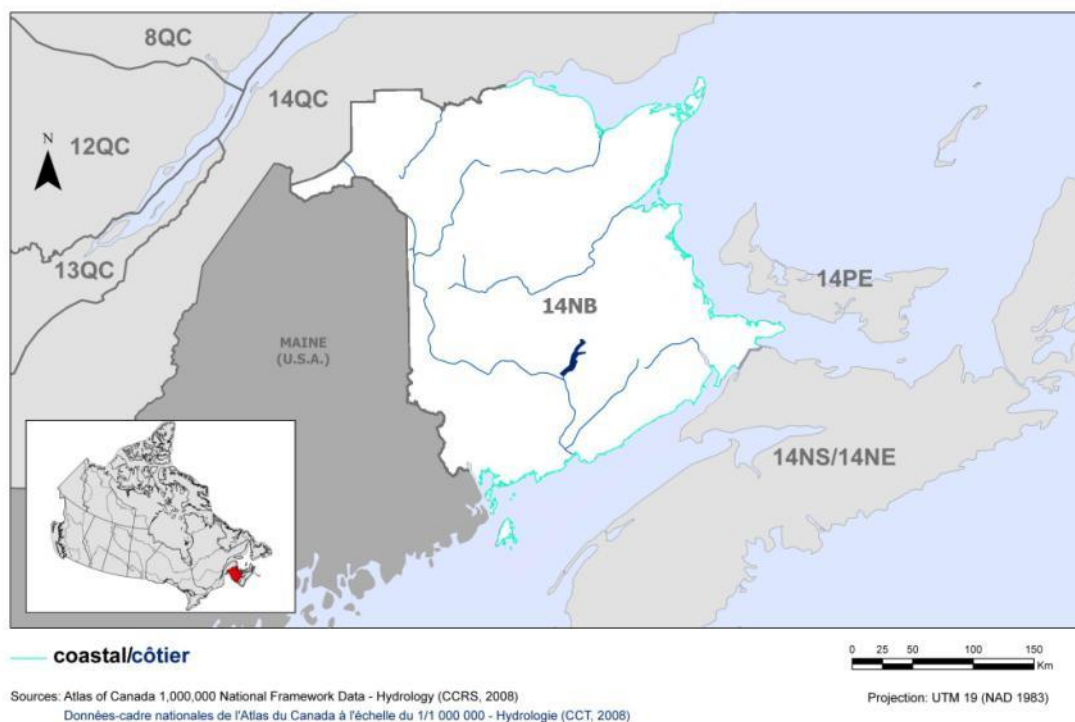 8QC
14QC
N
12QC
13QC
14PE
14NB
MAINE
(U.S.A.)
14NS/14NE
coastal/côtier
0 25 50 100 150
Km
Sources: Atlas of Canada 1,000,000 National Framework Data - Hydrology (CCRS, 2008)
Projection: UTM 19 (NAD 1983)
Données-cadre nationales de l'Atlas du Canada à l'échelle du 1/1 000 000 - Hydrologie (CCT, 2008)